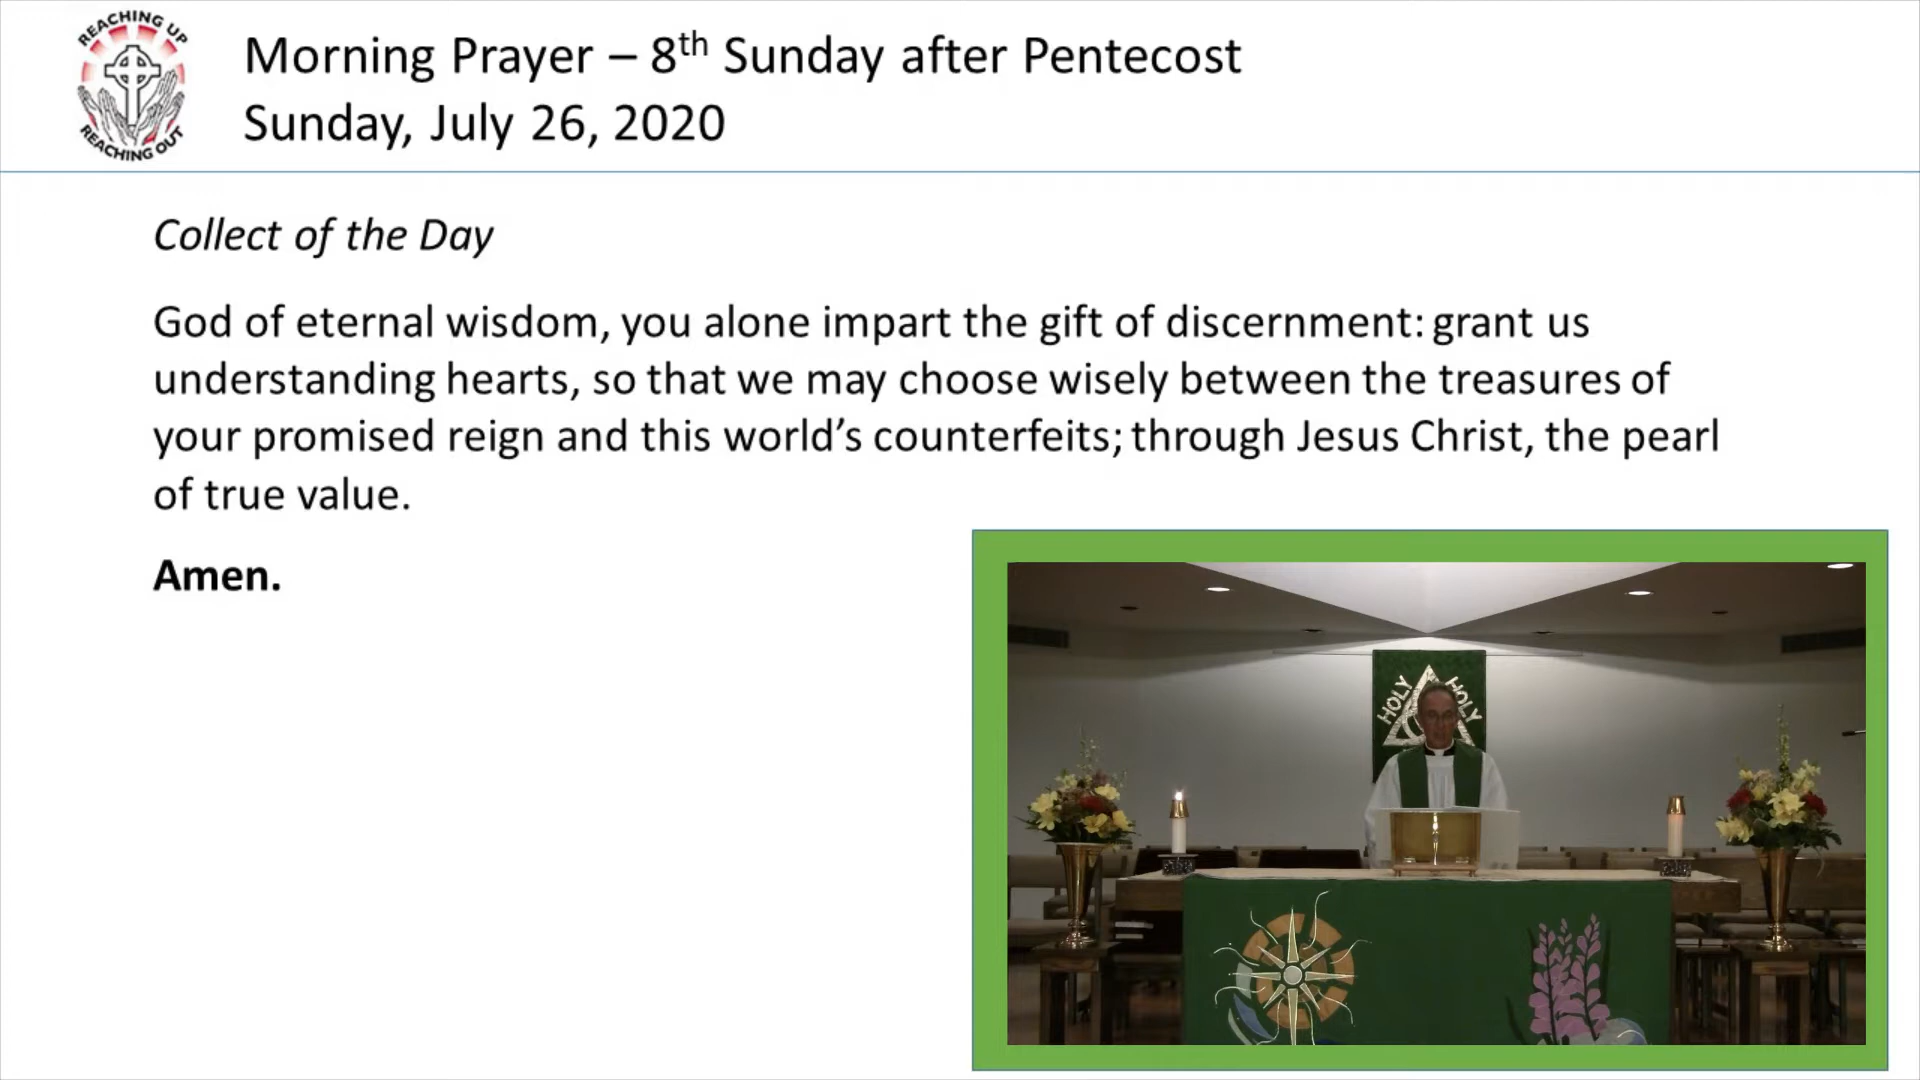 REACHING UP
REACHING OUT
Morning Prayer – 8th Sunday after Pentecost
Sunday, July 26, 2020
Collect of the Day
God of eternal wisdom, you alone impart the gift of discernment: grant us
understanding hearts, so that we may choose wisely between the treasures of
your promised reign and this world’s counterfeits; through Jesus Christ, the pearl
of true value.
Amen.
HOLY HOLY